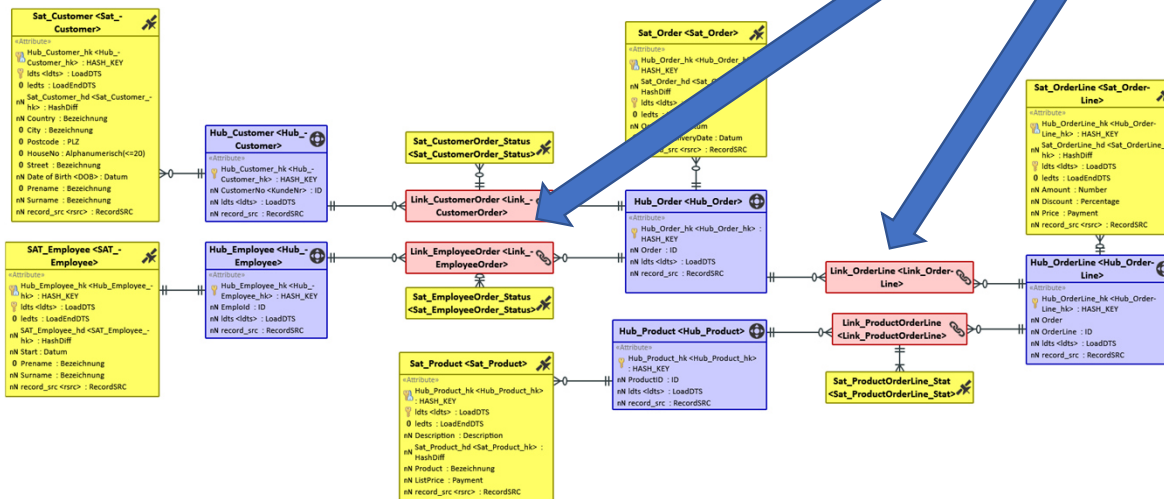 Sat_Customer <Sat_-
Customer>
«Attribute»
Hub_Customer_hk <Hub_-
Customer_hk> : HASH_KEY
ldts <ldts> : LoadDTS
0 ledts : LoadEndDTS
Sat_Customer_hd <Sat_Customer_-
nN hk> : HashDiff
nN Country : Bezeichnung
0 City : Bezeichnung
0 Postcode : PLZ
0 HouseNo : Alphanumerisch(<=20)
0 Street : Bezeichnung
nN Date of Birth <DOB> : Datum
0 Prename : Bezeichnung
nN Surname : Bezeichnung
nN record_src <rsrc> : RecordSRC
Hub_Customer <Hub_-
Customer>
«Attribute»
Hub_Customer_hk <Hub_-
Customer_hk> : HASH_KEY
nN CustomerNo <KundeNr> : ID
nN ldts <ldts> : LoadDTS
nN record_src : RecordSRC
Sat_CustomerOrder_Status
<Sat_CustomerOrder_Status>
Link_CustomerOrder <Link_-
CustomerOrder>
Sat_Order <Sat_Order>
«Attribute»
Hub_Order_hk <Hub_Order_hk> :
HASH_KEY
nN Sat_Order_hd <Sat_
HashDiff
ldts <ldts>
0 ledts
nN
veryDate : Datum
_src <rsrc> : RecordSRC
Hub_Order <Hub_Order>
«Attribute»
Hub_Order_hk <Hub_Order_hk> :
HASH_KEY
nN Order : ID
nN ldts <ldts> : LoadDTS
nN record_src : RecordSRC
Sat_OrderLine <Sat_Order-
Line>
«Attribute»
Hub_OrderLine_hk <Hub_Order-
Line_hk> : HASH_KEY
nN Sat_OrderLine_hd <Sat_OrderLine_
hk> : HashDiff
ldts <ldts> : LoadDTS
0 ledts : LoadEndDTS
nN Amount : Number
nN Discount : Percentage
nN Price : Payment
nN record_src <rsrc> : RecordSRC
SAT_Employee <SAT_-
Employee>
«Attribute»
Hub_Employee_hk <Hub_Employee_-
hk> : HASH_KEY
ldts <ldts> : LoadDTS
0 ledts : LoadEndDTS
nN SAT_Employee_hd <SAT_Employee_-
hk> : HashDiff
nN Start : Datum
0 Prename : Bezeichnung
nN Surname : Bezeichnung
nN record_src <rsrc> : RecordSRC
Hub_Employee <Hub_-
Employee>
«Attribute»
Hub_Employee_hk <Hub_-
Employee_hk> : HASH_KEY
nN EmploId : ID
nN ldts <ldts> : LoadDTS
nN record_src : RecordSRC
Link_EmployeeOrder <Link_-
EmployeeOrder>
Sat_EmployeeOrder_Status
<Sat_EmployeeOrder_Status>
Link_OrderLine <Link_Order-
Line>
Link_ProductOrderLine
<Link_ProductOrderLine>
Sat_ProductOrderLine_Stat
<Sat_ProductOrderLine_Stat>
Hub_OrderLine <Hub_Order-
Line>
«Attribute»
Hub_OrderLine_hk <Hub_Order-
Line_hk> : HASH_KEY
nN Order
nN OrderLine : ID
nN ldts <ldts> : LoadDTS
nN record_src : RecordSRC
Hub_Product <Hub_Product>
«Attribute»
Hub_Product_hk <Hub_Product_hk>
: HASH_KEY
nN ProductID : ID
nN ldts <ldts> : LoadDTS
nN record_src : RecordSRC
Sat_Product <Sat_Product>
«Attribute»
Hub_Product_hk <Hub_Product_hk>
: HASH_KEY
ldts <ldts> : LoadDTS
0 ledts : LoadEndDTS
nN Description : Description
nN Sat_Product_hd <Sat_Product_hk> :
HashDiff
nN Product : Bezeichnung
nN ListPrice : Payment
nN record_src <rsrc> : RecordSRC